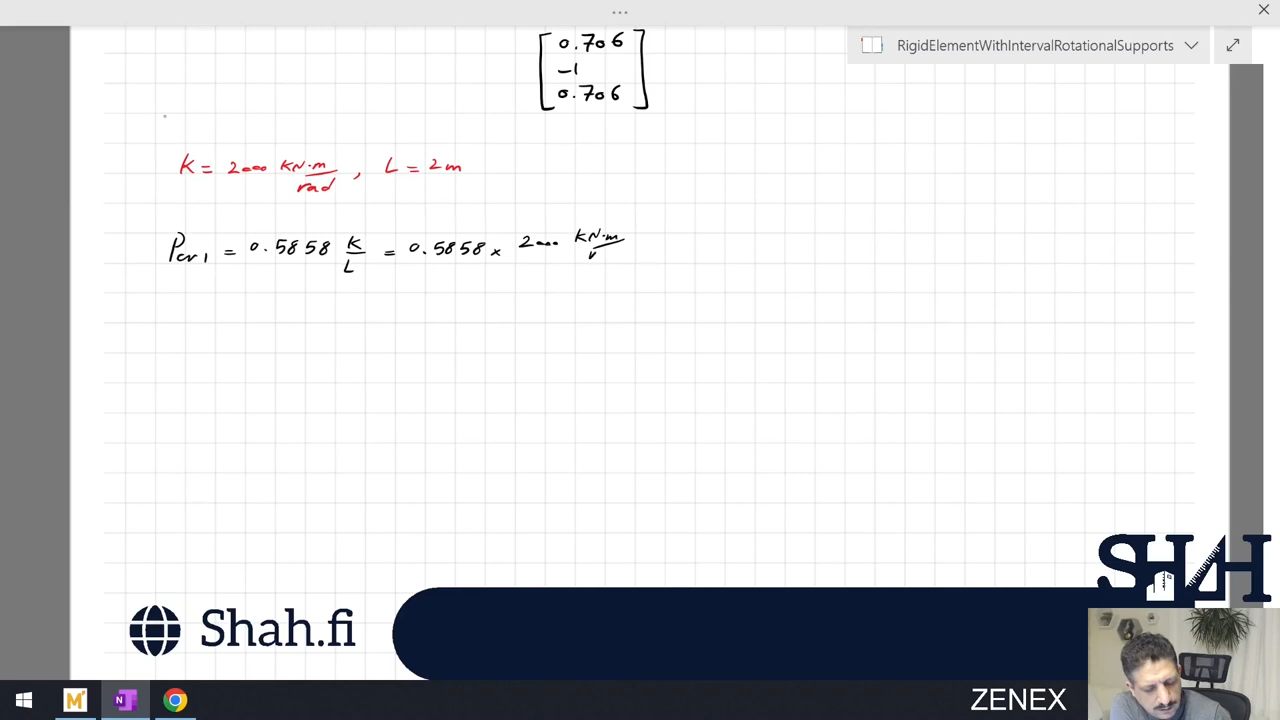 RigidElementWithIntervalRotationalSupports
[0.706
-1
0.706]
K = 2000 KN·m/rad , L = 2m
Pcr1 = 0.5858 K/L = 0.5858 × 2000 KN·m/r
Shah.fi
SHAH
ZENEX